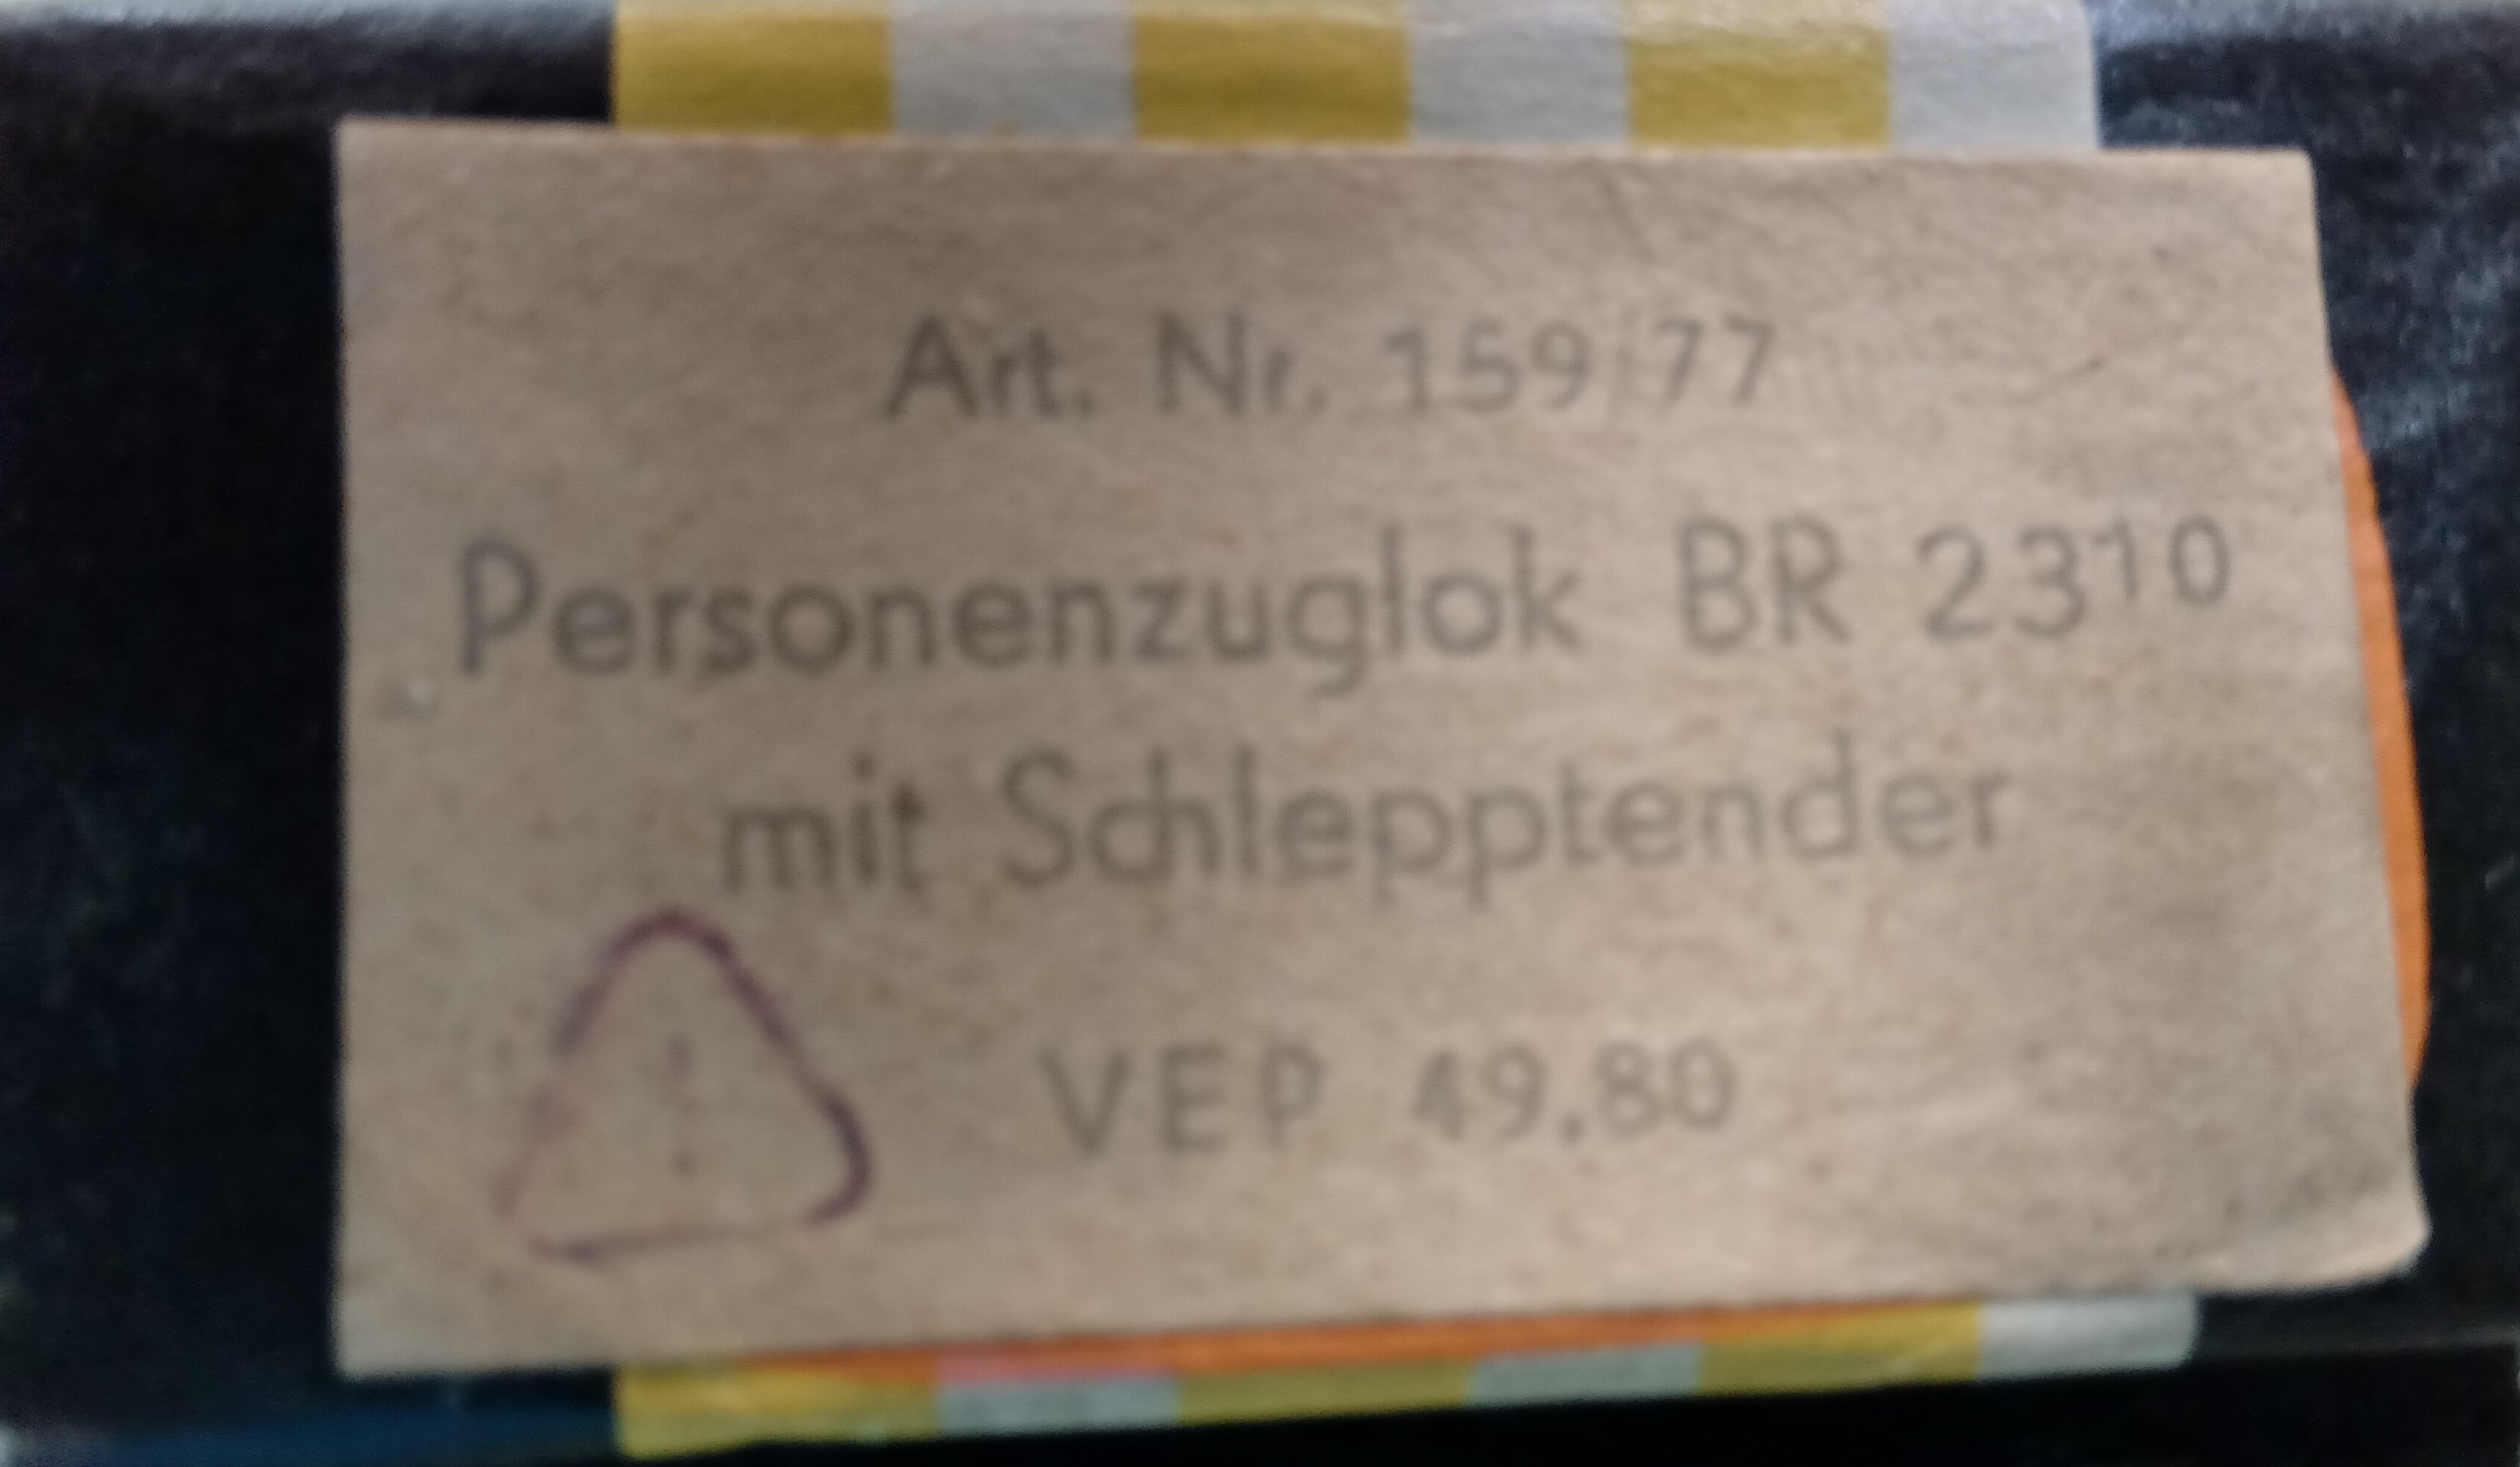 Art. Nr. 159/77
Personenzuglok BR 23¹⁰
mit Schlepptender
VEP 49,80